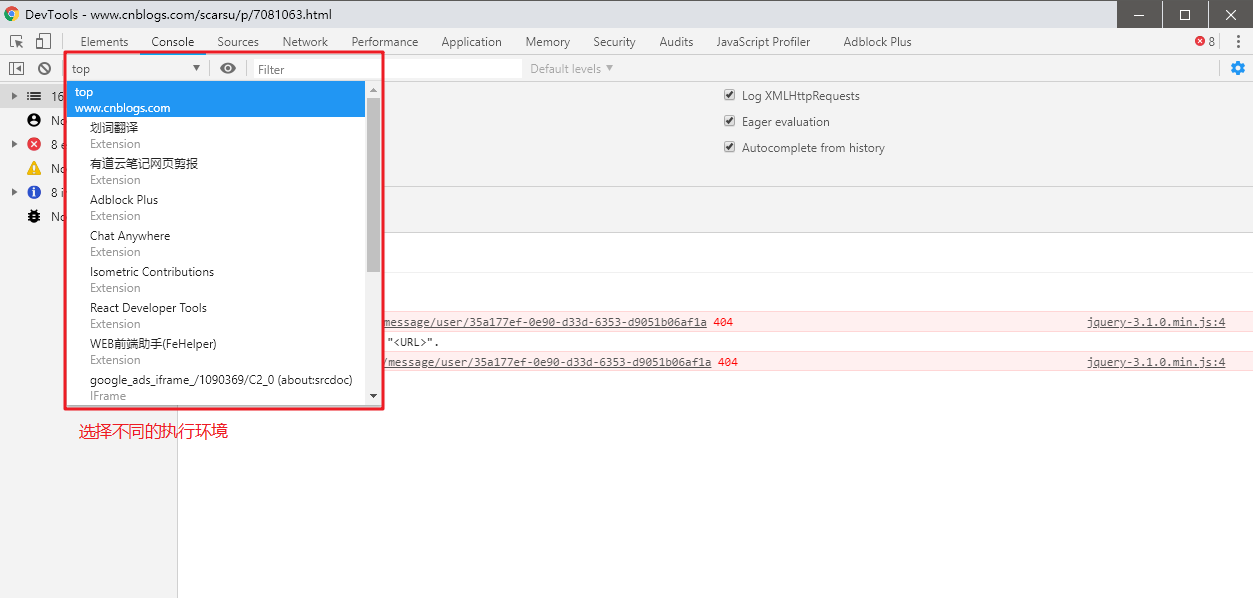 DevTools - www.cnblogs.com/scarsu/p/7081063.html
Elements Console Sources Network Performance Application Memory Security Audits JavaScript Profiler Adblock Plus 8
top Filter Default levels
top
www.cnblogs.com
划词翻译
Extension
有道云笔记网页剪报
Extension
Adblock Plus
Extension
Chat Anywhere
Extension
Isometric Contributions
Extension
React Developer Tools
Extension
WEB前端助手(FeHelper)
Extension
google_ads_iframe_/1090369/C2_0 (about:srcdoc)
IFrame
16
No
8 e
No
8 i
No
Log XMLHttpRequests
Eager evaluation
Autocomplete from history
message/user/35a177ef-0e90-d33d-6353-d9051b06af1a 404 jquery-3.1.0.min.js:4
"<URL>".
/message/user/35a177ef-0e90-d33d-6353-d9051b06af1a 404 jquery-3.1.0.min.js:4
选择不同的执行环境